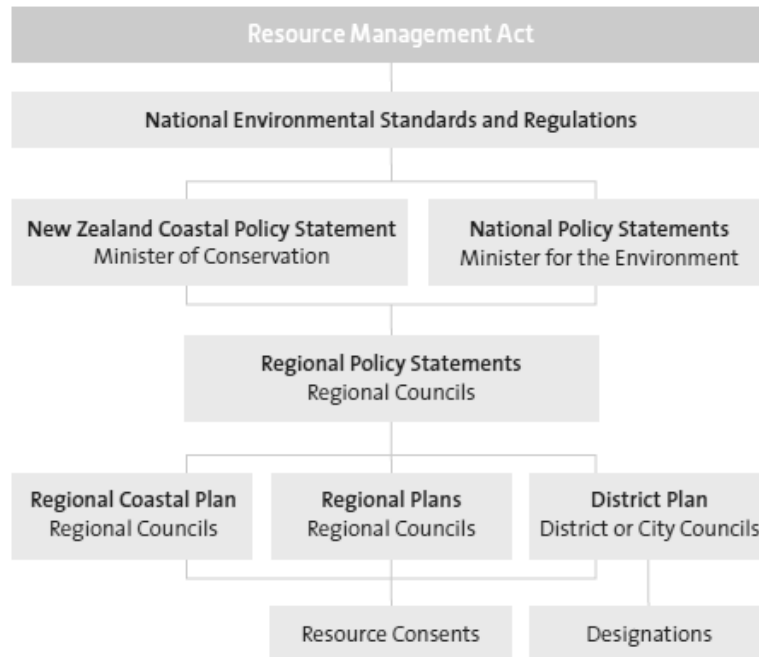 Resource Management Act
National Environmental Standards and Regulations
New Zealand Coastal Policy Statement
Minister of Conservation
National Policy Statements
Minister for the Environment
Regional Policy Statements
Regional Councils
Regional Coastal Plan
Regional Councils
Regional Plans
Regional Councils
District Plan
District or City Councils
Resource Consents
Designations